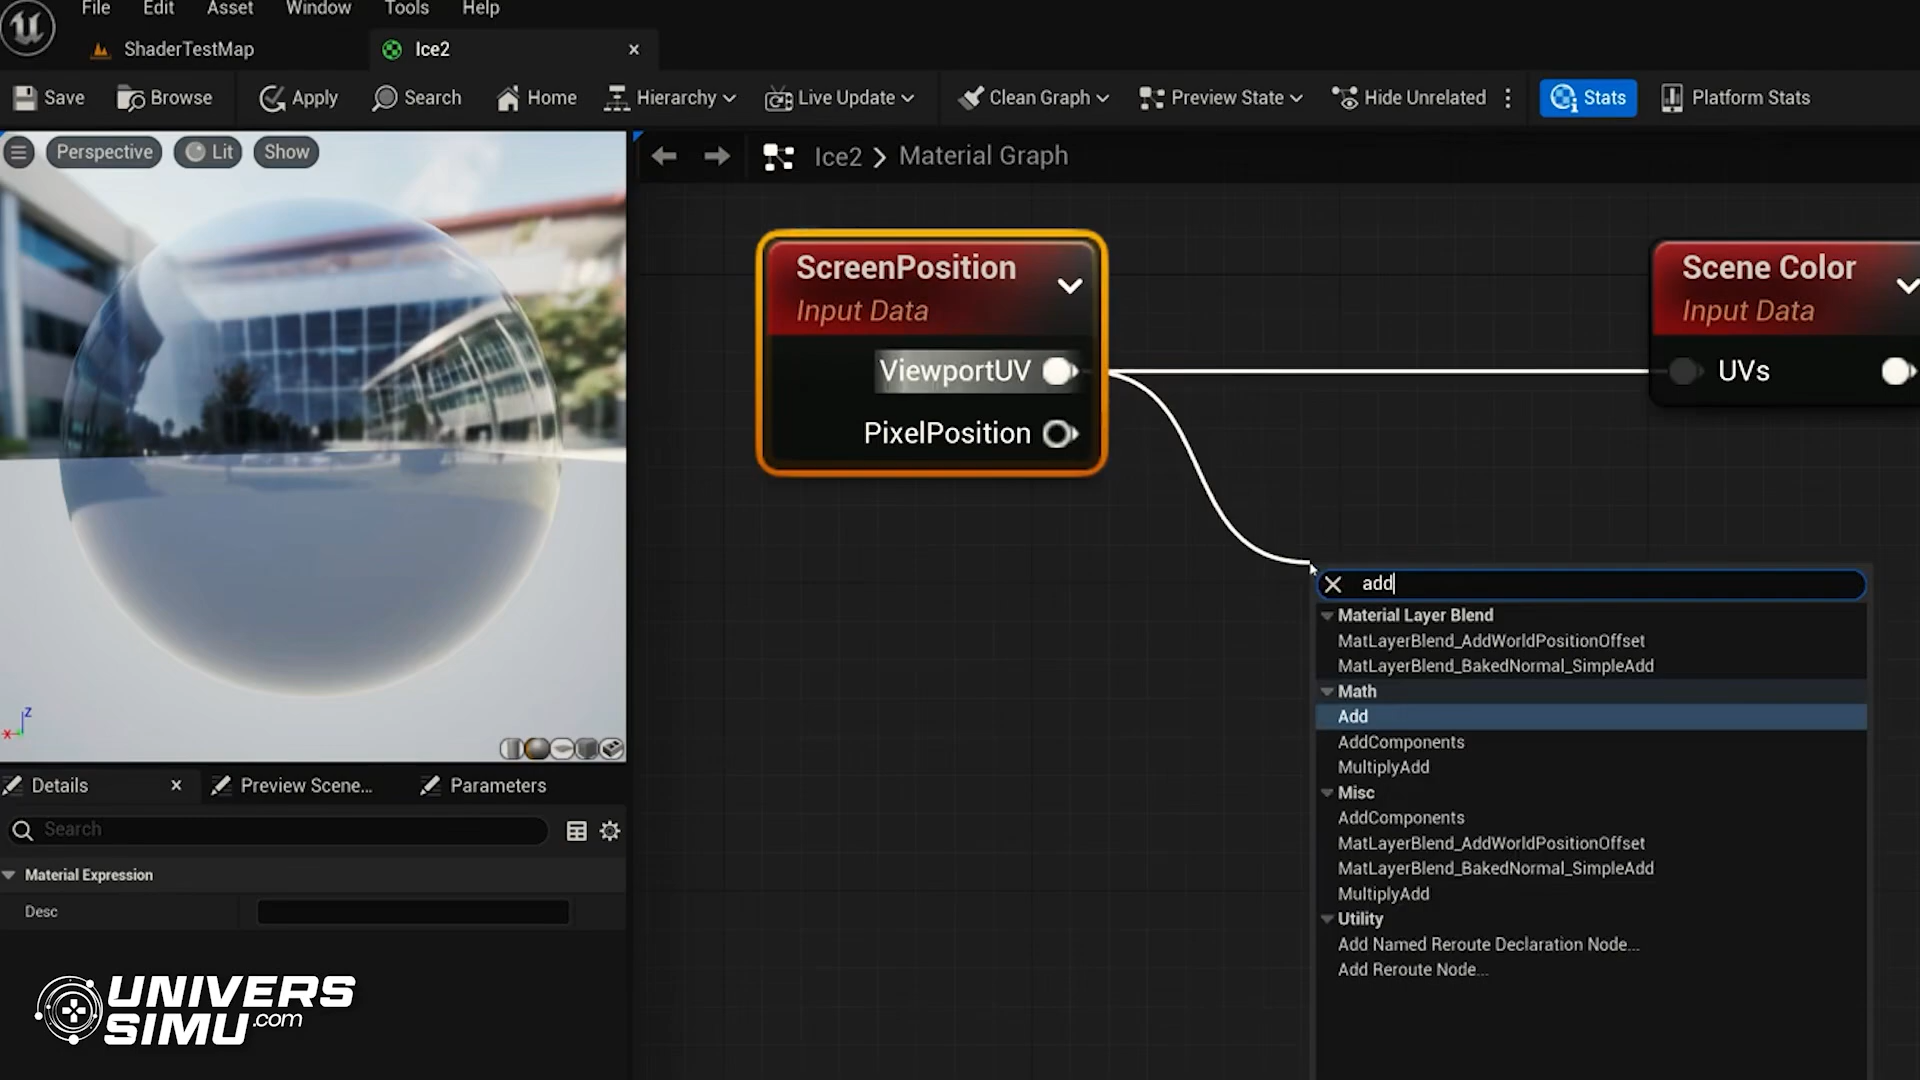 File Edit Asset Window Tools Help
ShaderTestMap Ice2
Save Browse Apply Search Home Hierarchy Live Update Clean Graph Preview State Hide Unrelated Stats Platform Stats
Perspective Lit Show
Ice2 Material Graph
ScreenPosition
Input Data
ViewportUV
PixelPosition
Scene Color
Input Data
UVs
add
Material Layer Blend
MatLayerBlend_AddWorldPositionOffset
MatLayerBlend_BakedNormal_SimpleAdd
Math
Add
AddComponents
MultiplyAdd
Misc
AddComponents
MatLayerBlend_AddWorldPositionOffset
MatLayerBlend_BakedNormal_SimpleAdd
MultiplyAdd
Utility
Add Named Reroute Declaration Node...
Add Reroute Node...
Z
X
Details Preview Scene... Parameters
Search
Material Expression
Desc
UNIVERS
SIMU.com